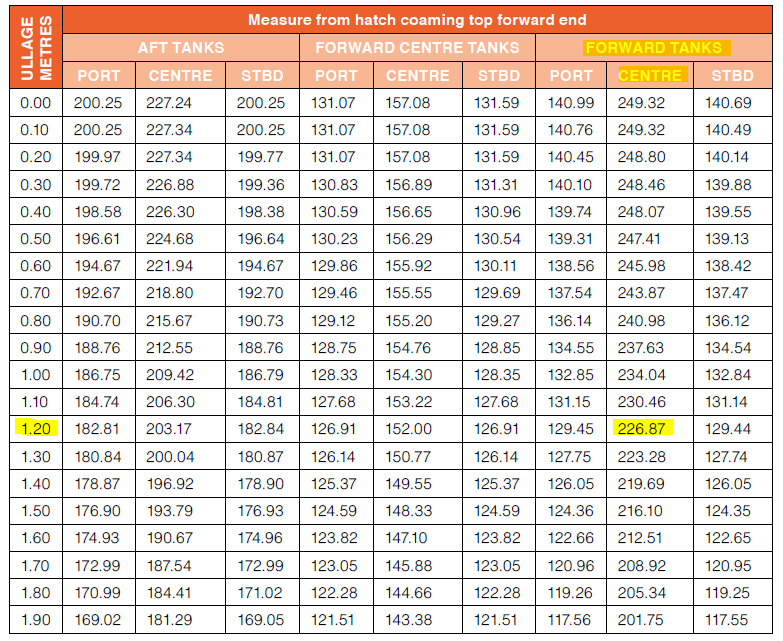 ULLAGE METRES
Measure from hatch coaming top forward end
AFT TANKS FORWARD CENTRE TANKS FORWARD TANKS
PORT CENTRE STBD PORT CENTRE STBD PORT CENTRE STBD
0.00 200.25 227.24 200.25 131.07 157.08 131.59 140.99 249.32 140.69
0.10 200.25 227.34 200.25 131.07 157.08 131.59 140.76 249.32 140.49
0.20 199.97 227.34 199.77 131.07 157.08 131.59 140.45 248.80 140.14
0.30 199.72 226.88 199.36 130.83 156.89 131.31 140.10 248.46 139.88
0.40 198.58 226.30 198.38 130.59 156.65 130.96 139.74 248.07 139.55
0.50 196.61 224.68 196.64 130.23 156.29 130.54 139.31 247.41 139.13
0.60 194.67 221.94 194.67 129.86 155.92 130.11 138.56 245.98 138.42
0.70 192.67 218.80 192.70 129.46 155.55 129.69 137.54 243.87 137.47
0.80 190.70 215.67 190.73 129.12 155.20 129.27 136.14 240.98 136.12
0.90 188.76 212.55 188.76 128.75 154.76 128.85 134.55 237.63 134.54
1.00 186.75 209.42 186.79 128.33 154.30 128.35 132.85 234.04 132.84
1.10 184.74 206.30 184.81 127.68 153.22 127.68 131.15 230.46 131.14
1.20 182.81 203.17 182.84 126.91 152.00 126.91 129.45 226.87 129.44
1.30 180.84 200.04 180.87 126.14 150.77 126.14 127.75 223.28 127.74
1.40 178.87 196.92 178.90 125.37 149.55 125.37 126.05 219.69 126.05
1.50 176.90 193.79 176.93 124.59 148.33 124.59 124.36 216.10 124.35
1.60 174.93 190.67 174.96 123.82 147.10 123.82 122.66 212.51 122.65
1.70 172.99 187.54 172.99 123.05 145.88 123.05 120.96 208.92 120.95
1.80 170.99 184.41 171.02 122.28 144.66 122.28 119.26 205.34 119.25
1.90 169.02 181.29 169.05 121.51 143.38 121.51 117.56 201.75 117.55